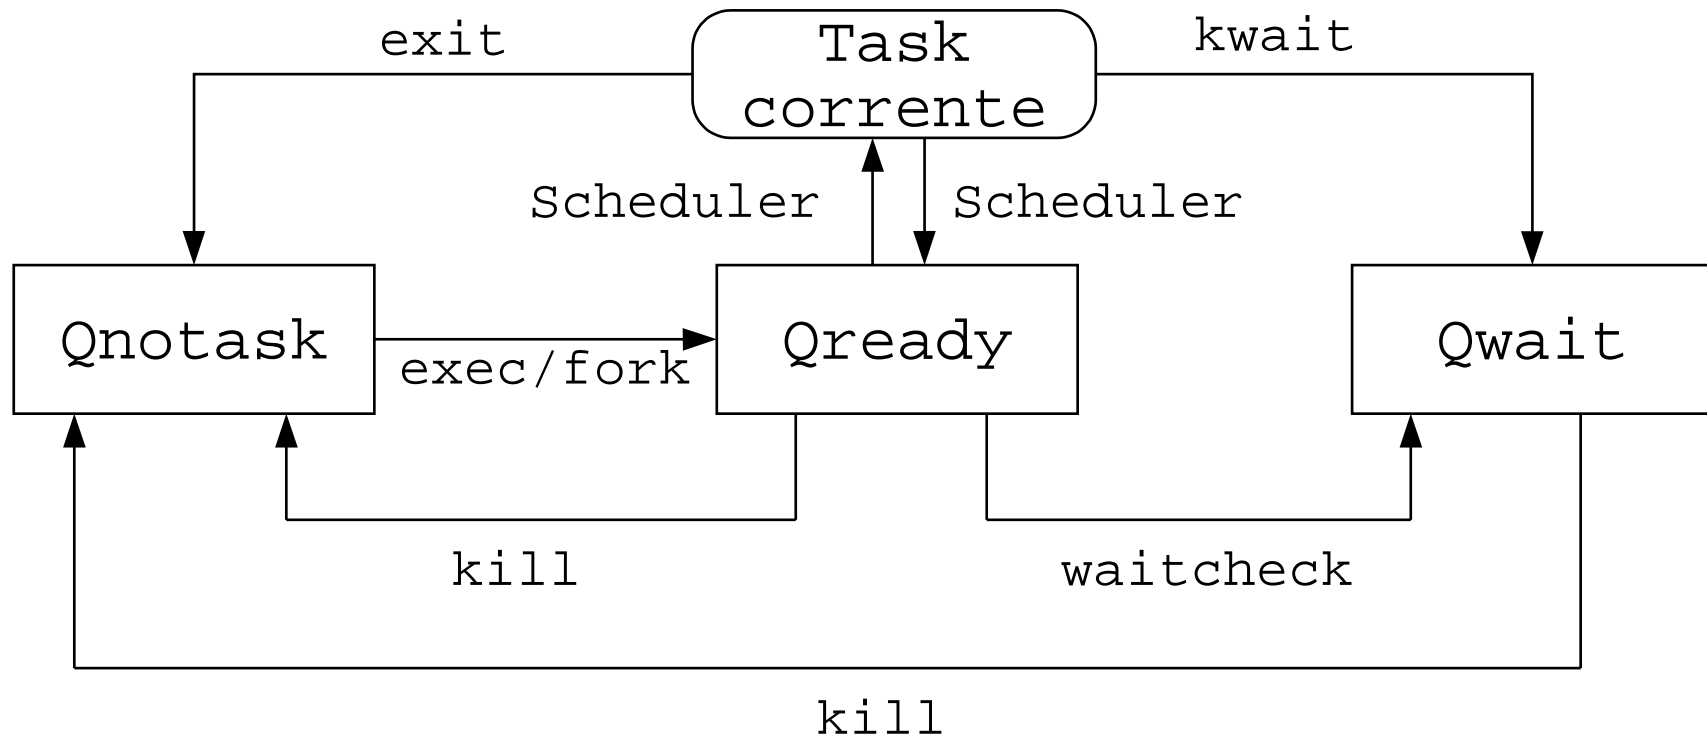 exit
Task
corrente
kwait
Scheduler
Scheduler
Qnotask
exec/fork
Qready
Qwait
kill
waitcheck
kill